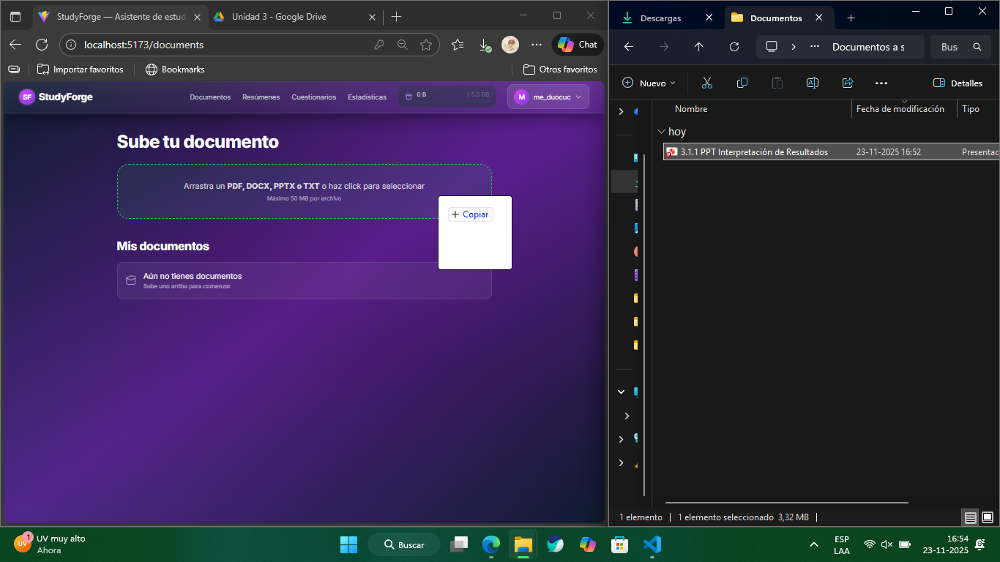 StudyForge — Asistente de estud
Unidad 3 - Google Drive
localhost:5173/documents
Chat
Importar favoritos
Bookmarks
Otros favoritos
SF StudyForge
Documentos
Resúmenes
Cuestionarios
Estadísticas
0 B
/ 5.0 GB
M
me_duocuc
Sube tu documento
Arrastra un PDF, DOCX, PPTX o TXT o haz click para seleccionar
Máximo 50 MB por archivo
+ Copiar
Mis documentos
Aún no tienes documentos
Sube uno arriba para comenzar
Descargas
Documentos
Documentos a s
Bus
Nuevo
Detalles
Nombre
Fecha de modificación
Tipo
hoy
3.1.1 PPT Interpretación de Resultados
23-11-2025 16:52
Presentac
1 elemento
1 elemento seleccionado 3,32 MB
UV
1
UV muy alto
Ahora
Buscar
ESP
LAA
16:54
23-11-2025